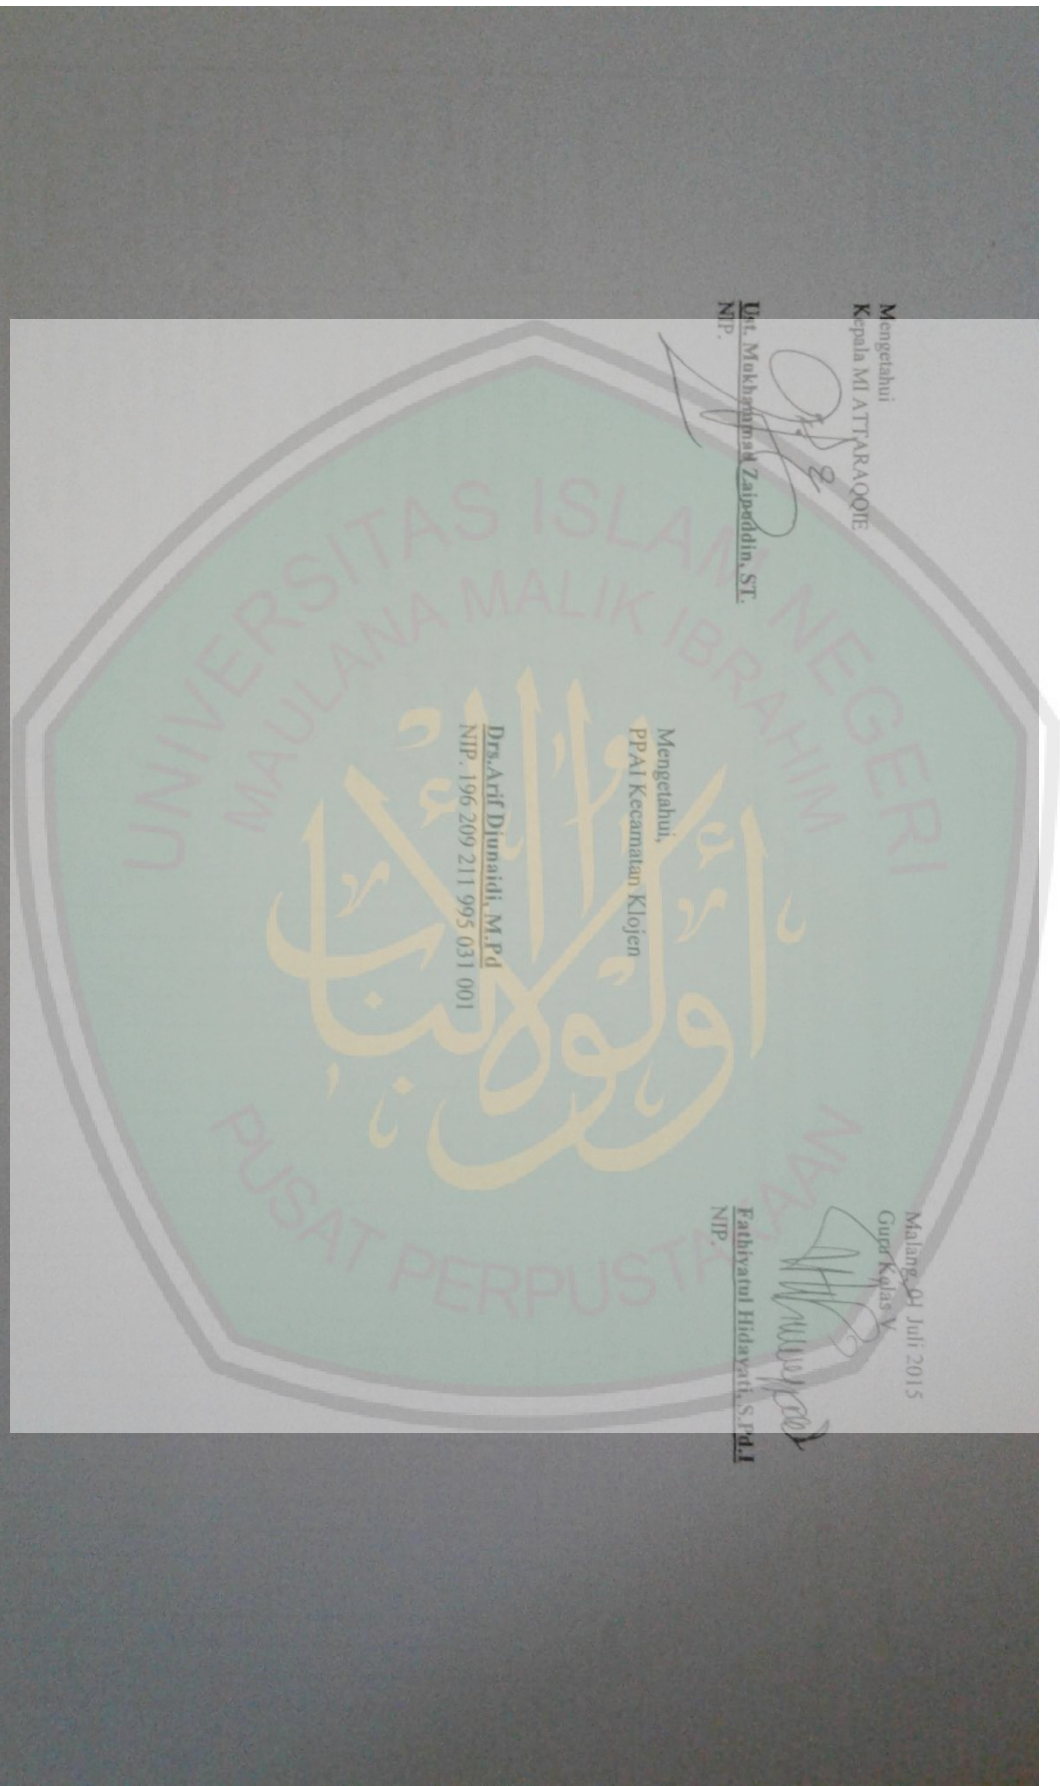 Mengetahui
Kepala MI ATTARAQQIE
Ust. Mukhammad Zainuddin, ST.
NIP.
Malang, 01 Juli 2015
Guru Kelas V
Fathiyatul Hidayati, S.Pd.I
NIP.
Mengetahui,
PPAI Kecamatan Klojen
Drs.Arif Djunaidi, M.Pd
NIP. 196 209 211 995 031 001
UNIVERSITAS ISLAM NEGERI
MAULANA MALIK IBRAHIM
PUSAT PERPUSTAKAAN